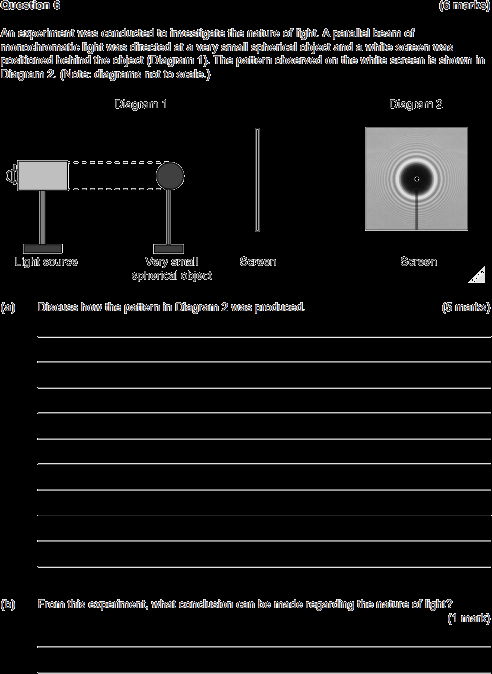 Question 6 (6 marks)
An experiment was conducted to investigate the nature of light. A parallel beam of
monochromatic light was directed at a very small spherical object and a white screen was
positioned behind the object (Diagram 1). The pattern observed on the white screen is shown in
Diagram 2. (Note: diagrams not to scale.)
Diagram 1 Diagram 2
Light source Very small Screen Screen
spherical object
(a) Discuss how the pattern in Diagram 2 was produced. (5 marks)
(b) From this experiment, what conclusion can be made regarding the nature of light?
(1 mark)